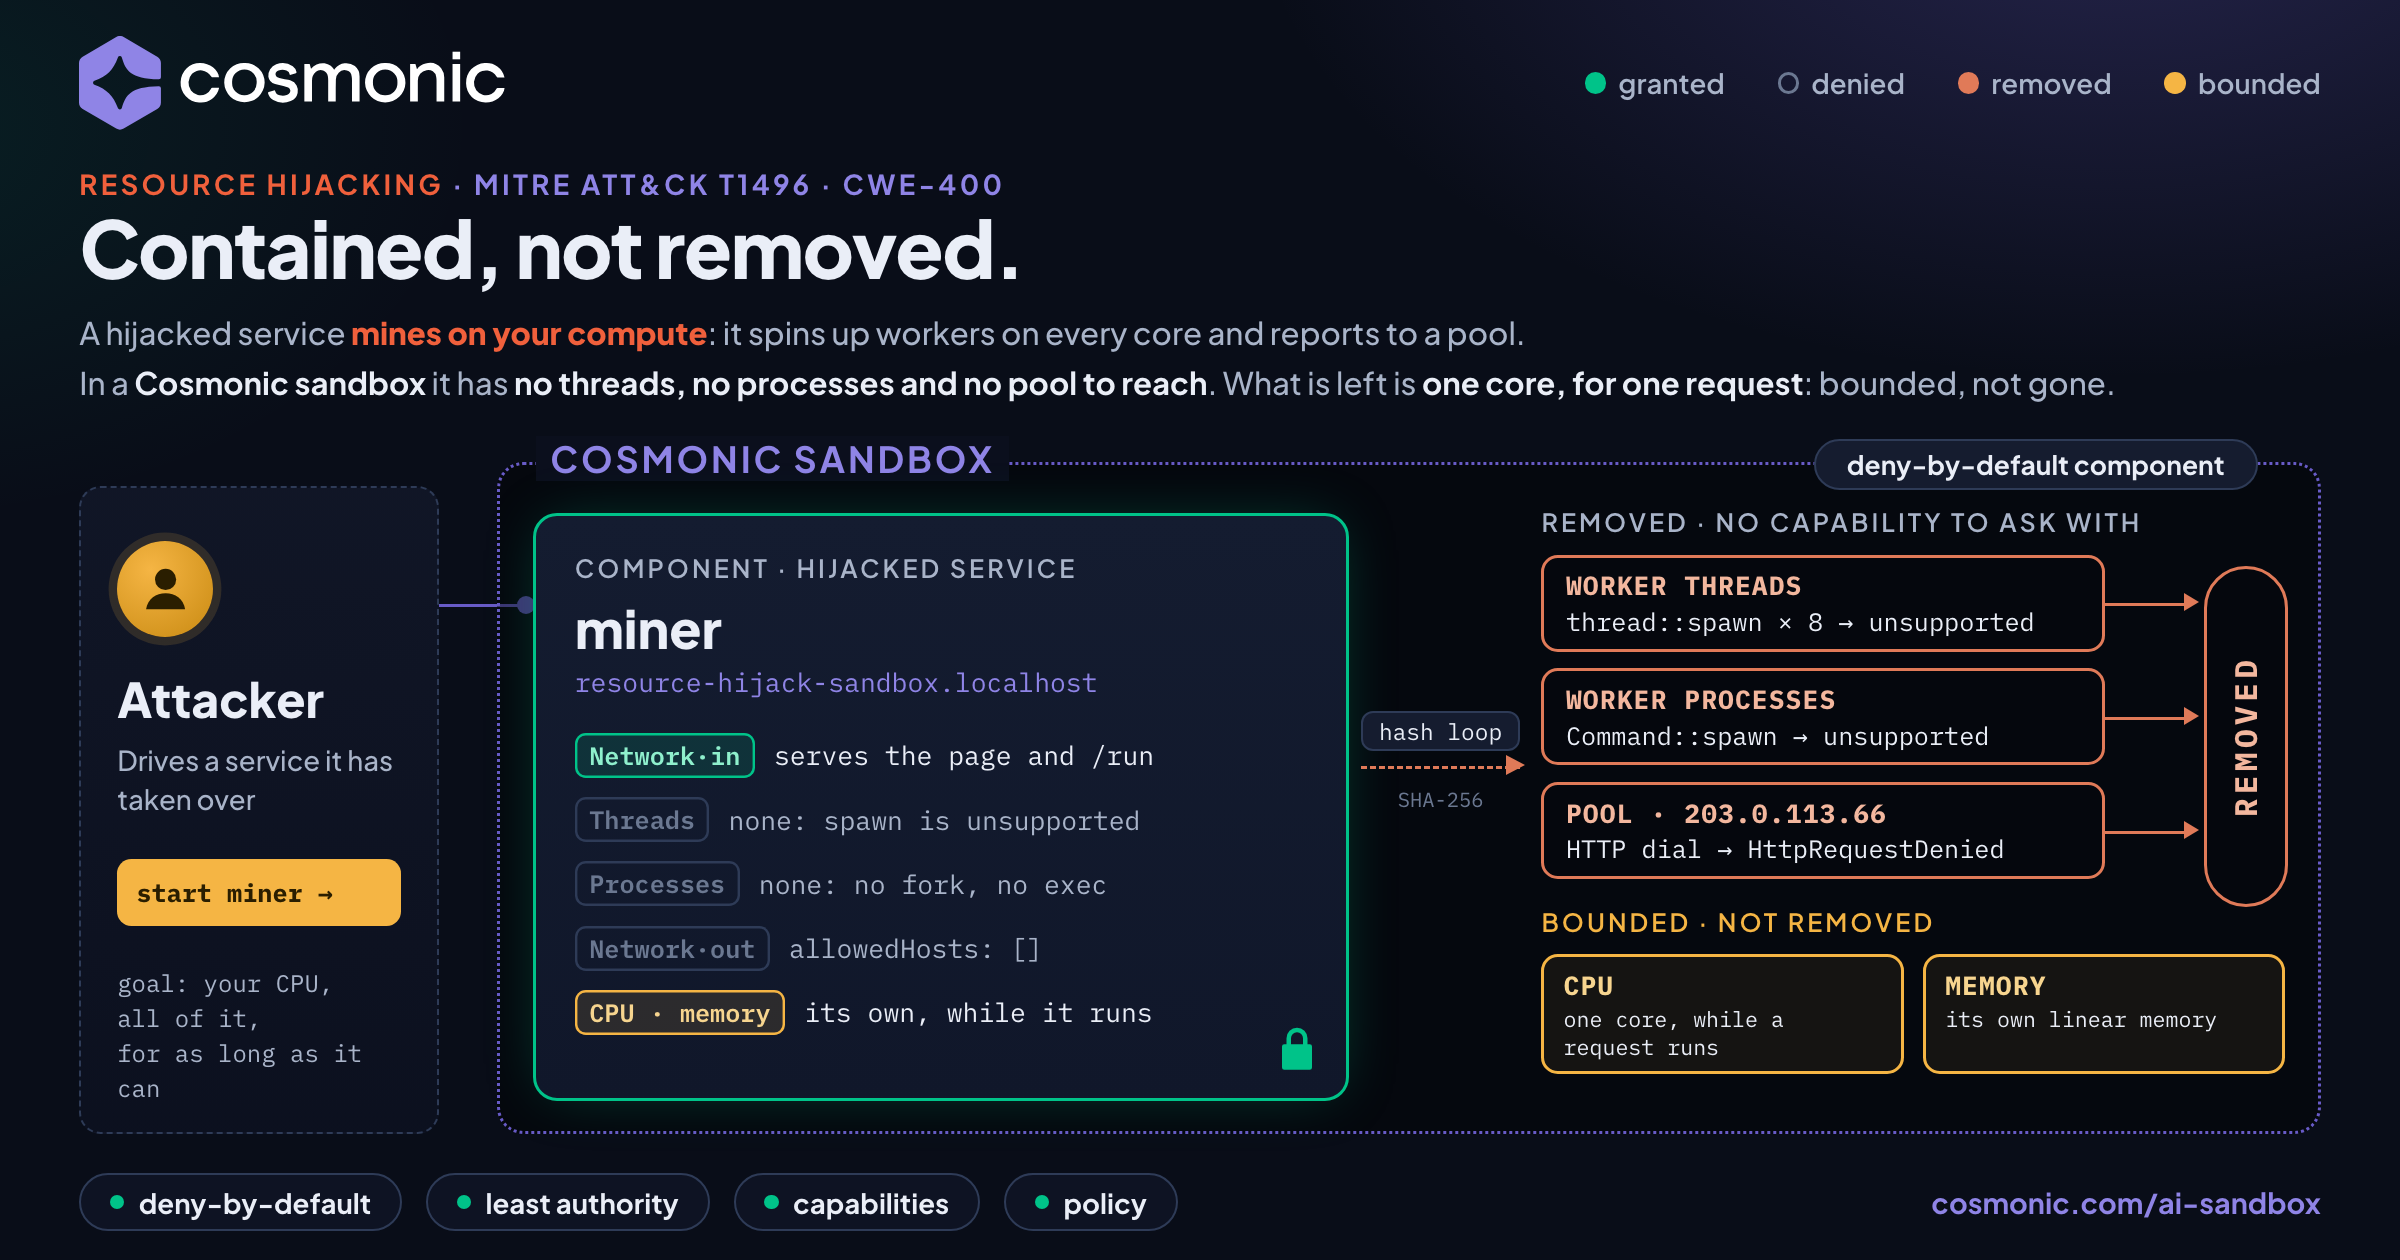 cosmonic
granted
denied
removed
bounded
RESOURCE HIJACKING · MITRE ATT&CK T1496 · CWE-400
Contained, not removed.
A hijacked service mines on your compute: it spins up workers on every core and reports to a pool.
In a Cosmonic sandbox it has no threads, no processes and no pool to reach. What is left is one core, for one request: bounded, not gone.
Attacker
Drives a service it has
taken over
start miner →
goal: your CPU,
all of it,
for as long as it
can
COSMONIC SANDBOX
deny-by-default component
COMPONENT · HIJACKED SERVICE
miner
resource-hijack-sandbox.localhost
Network·in serves the page and /run
Threads none: spawn is unsupported
Processes none: no fork, no exec
Network·out allowedHosts: []
CPU · memory its own, while it runs
hash loop
SHA-256
REMOVED · NO CAPABILITY TO ASK WITH
WORKER THREADS
thread::spawn × 8 → unsupported
WORKER PROCESSES
Command::spawn → unsupported
POOL · 203.0.113.66
HTTP dial → HttpRequestDenied
REMOVED
BOUNDED · NOT REMOVED
CPU
one core, while a
request runs
MEMORY
its own linear memory
deny-by-default
least authority
capabilities
policy
cosmonic.com/ai-sandbox